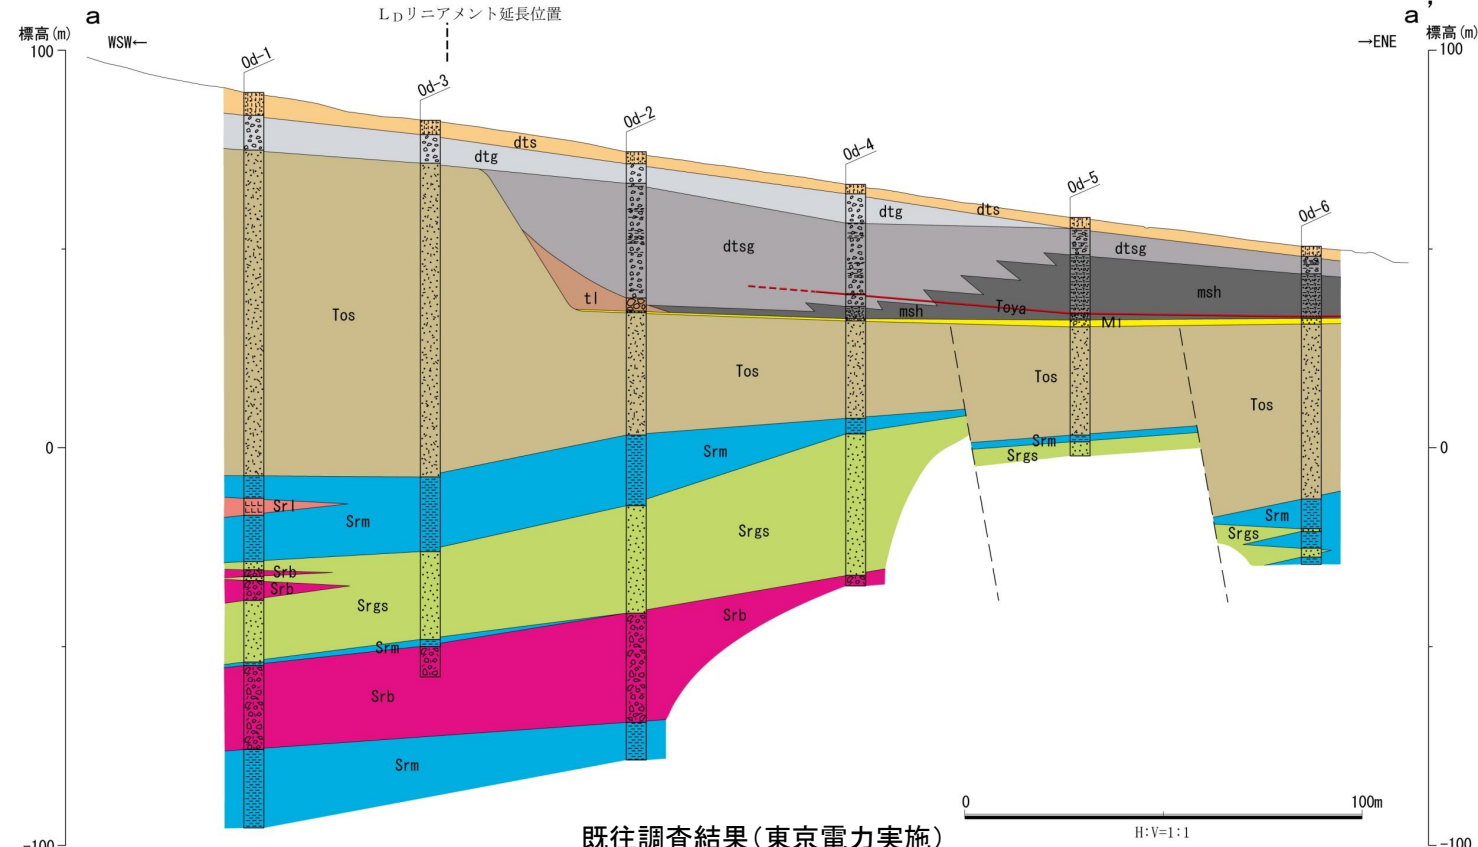 a
LDリニアメント延長位置
a'
標高(m)
標高(m)
WSW←
→ENE
100
100
Od-1
Od-3
Od-2
Od-4
Od-5
Od-6
dts
dtg
dtg
dts
dtsg
dtsg
msh
tl
Toya
msh
M1
Tos
Tos
Tos
Tos
0
0
Srm
Srm
Srgs
Srl
Srm
Srm
Srgs
Srgs
Srb
Srb
Srgs
Srb
Srm
Srb
Srm
0
100m
H:V=1:1
既往調査結果(東京電力実施)
-100
-100